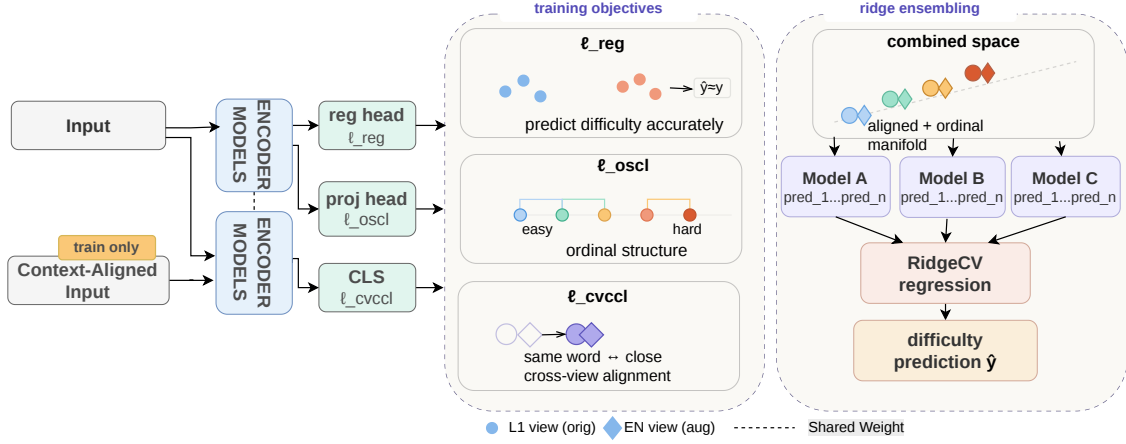 training objectives
ridge ensembling
Input
train only
Context-Aligned
Input
ENCODER
MODELS
ENCODER
MODELS
reg head
ℓ_reg
proj head
ℓ_oscl
CLS
ℓ_cvccl
ℓ_reg
ŷ≈y
predict difficulty accurately
ℓ_oscl
easy
hard
ordinal structure
ℓ_cvccl
same word ↔ close
cross-view alignment
combined space
aligned + ordinal
manifold
Model A
pred_1...pred_n
Model B
pred_1...pred_n
Model C
pred_1...pred_n
RidgeCV
regression
difficulty
prediction ŷ
L1 view (orig)
EN view (aug)
Shared Weight